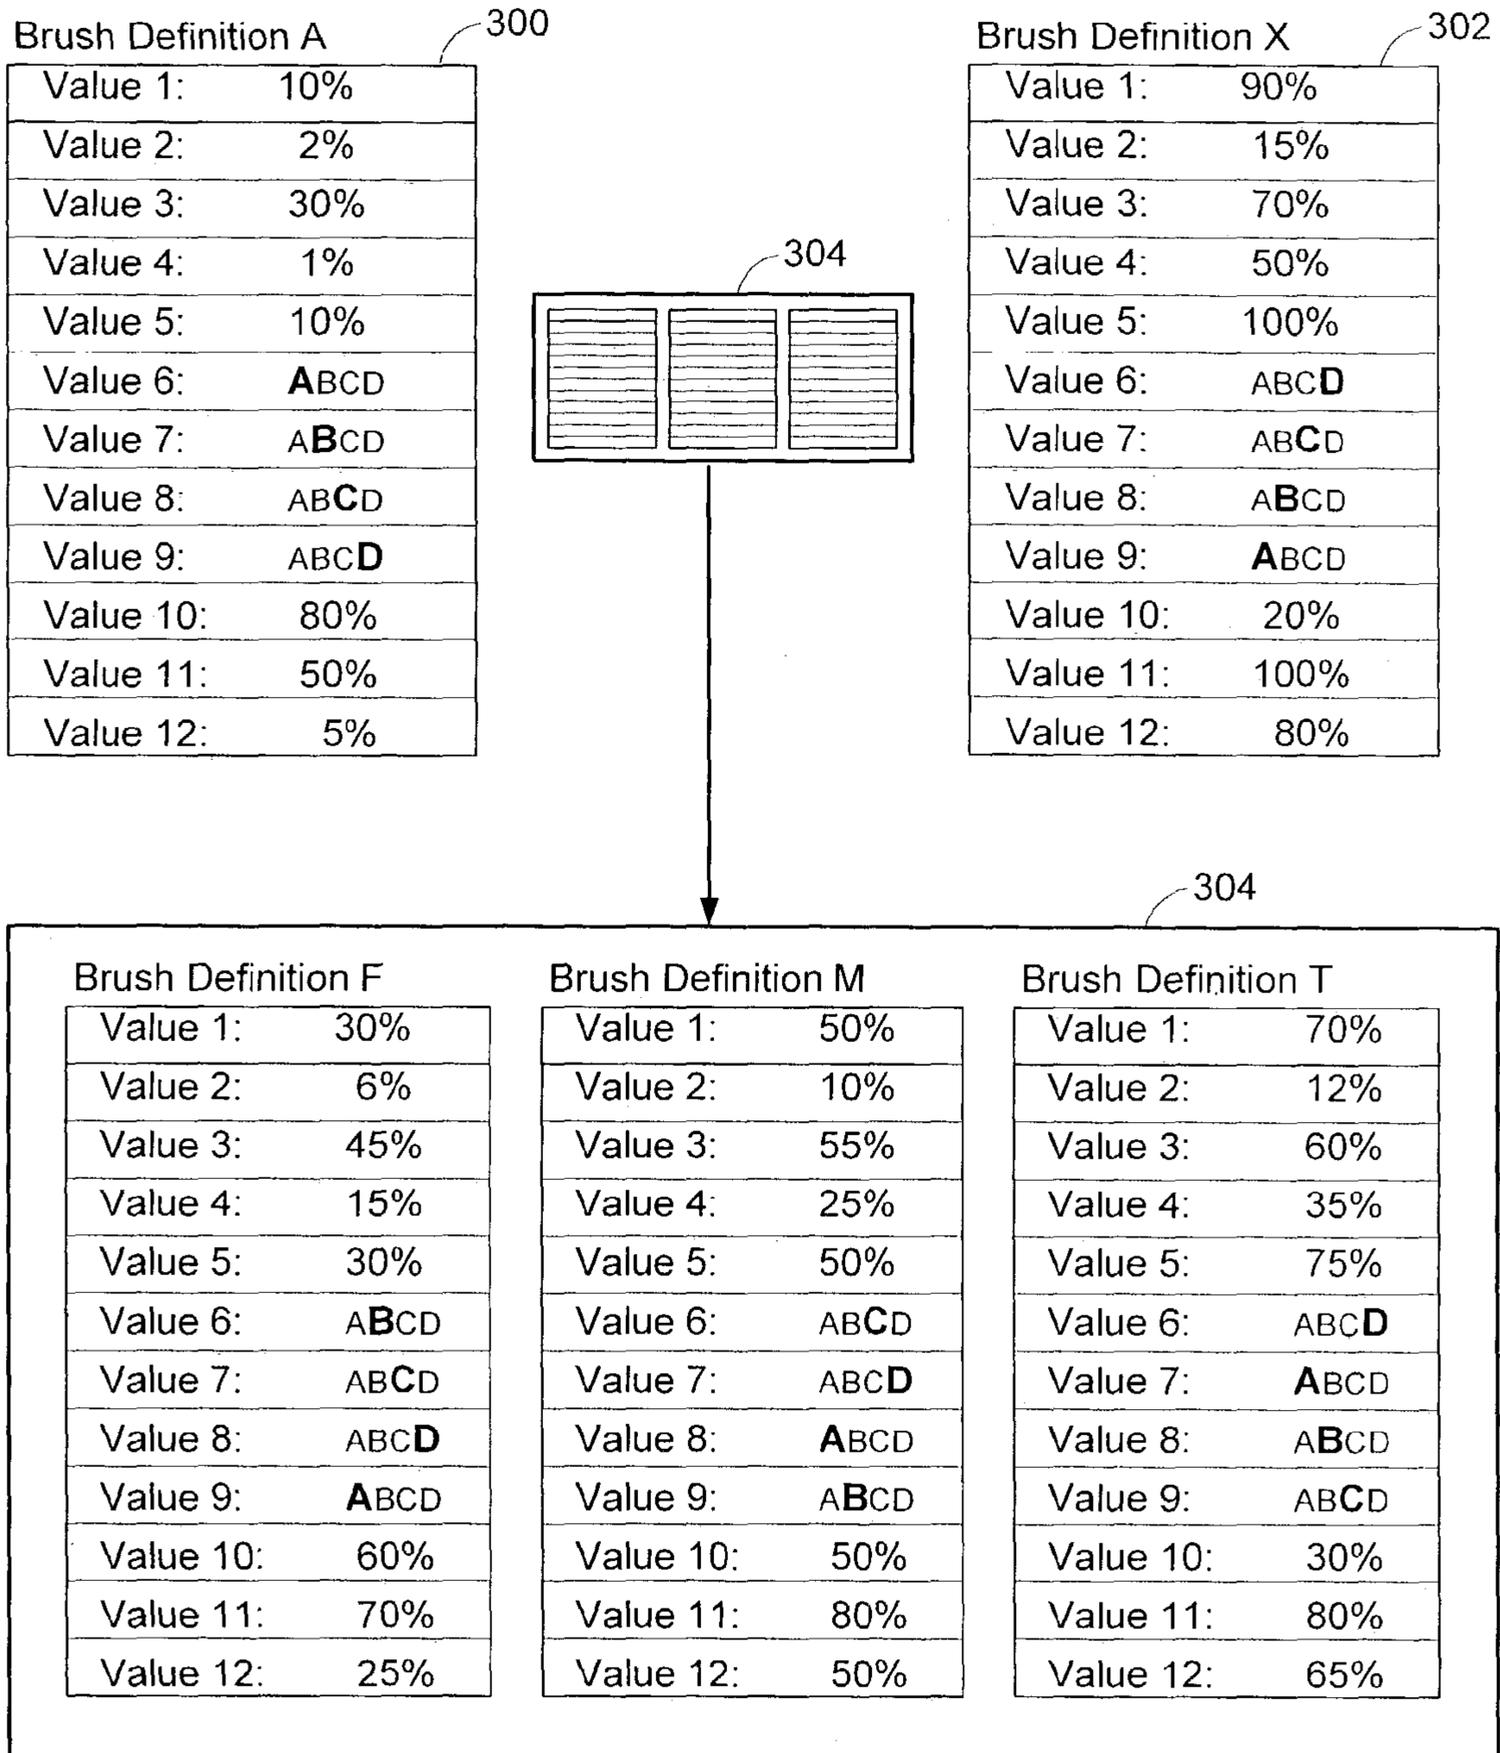 Brush Definition A
300
Value 1: 10%
Value 2: 2%
Value 3: 30%
Value 4: 1%
Value 5: 10%
Value 6: ABCD
Value 7: ABCD
Value 8: ABCD
Value 9: ABCD
Value 10: 80%
Value 11: 50%
Value 12: 5%
304
Brush Definition X
302
Value 1: 90%
Value 2: 15%
Value 3: 70%
Value 4: 50%
Value 5: 100%
Value 6: ABCD
Value 7: ABCD
Value 8: ABCD
Value 9: ABCD
Value 10: 20%
Value 11: 100%
Value 12: 80%
304
Brush Definition F
Value 1: 30%
Value 2: 6%
Value 3: 45%
Value 4: 15%
Value 5: 30%
Value 6: ABCD
Value 7: ABCD
Value 8: ABCD
Value 9: ABCD
Value 10: 60%
Value 11: 70%
Value 12: 25%
Brush Definition M
Value 1: 50%
Value 2: 10%
Value 3: 55%
Value 4: 25%
Value 5: 50%
Value 6: ABCD
Value 7: ABCD
Value 8: ABCD
Value 9: ABCD
Value 10: 50%
Value 11: 80%
Value 12: 50%
Brush Definition T
Value 1: 70%
Value 2: 12%
Value 3: 60%
Value 4: 35%
Value 5: 75%
Value 6: ABCD
Value 7: ABCD
Value 8: ABCD
Value 9: ABCD
Value 10: 30%
Value 11: 80%
Value 12: 65%